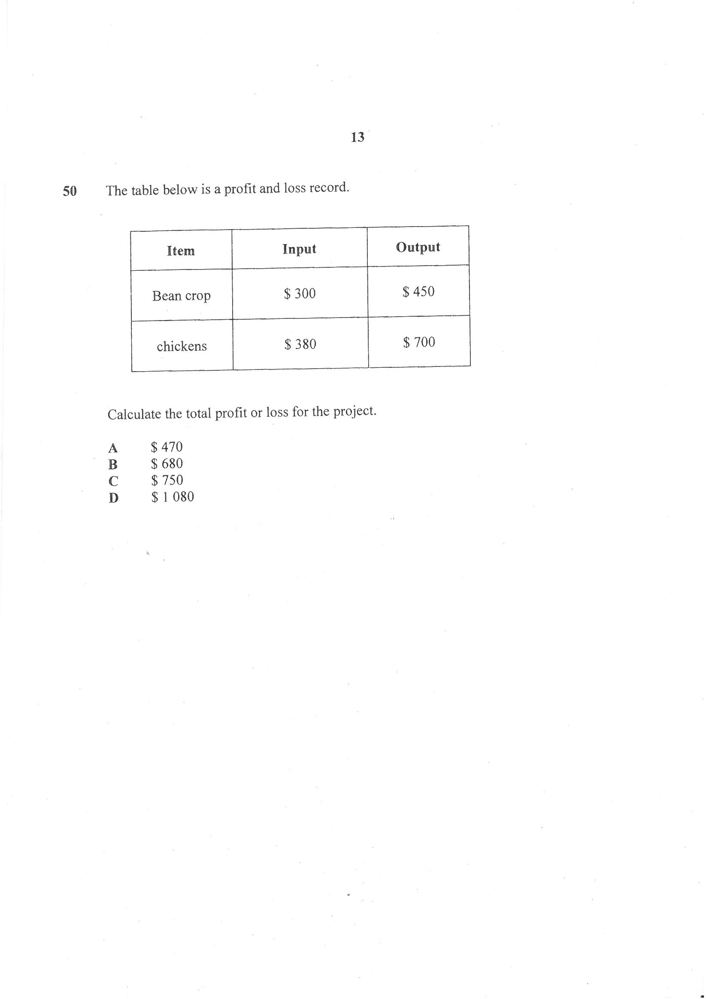 13
50 The table below is a profit and loss record.
Item Input Output
Bean crop $ 300 $ 450
chickens $ 380 $ 700
Calculate the total profit or loss for the project.
A $ 470
B $ 680
C $ 750
D $ 1 080